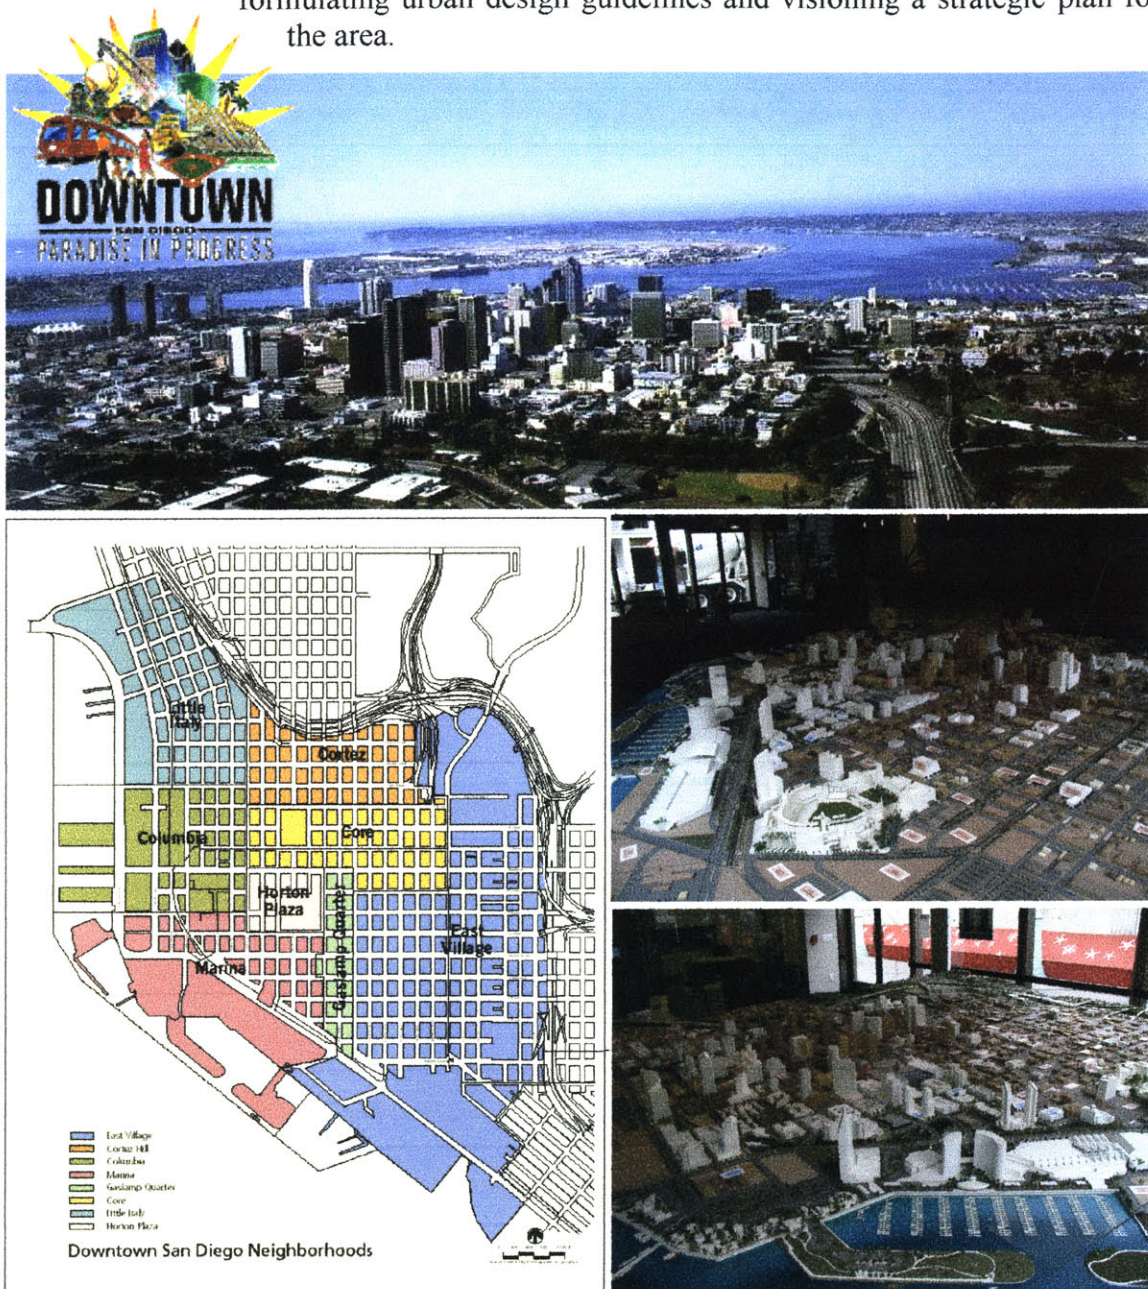 formulating urban design guidelines and visioning a strategic plan fo
the area.
DOWNTOWN
SAN DIEGO
PARADISE IN PROGRESS
Little
Italy
Cortez
Core
Columbia
Horton
Plaza
Gaslamp Quarter
East
Village
Marina
East Village
Cortez Hill
Columbia
Marina
Gaslamp Quarter
Core
Little Italy
Horton Plaza
Downtown San Diego Neighborhoods